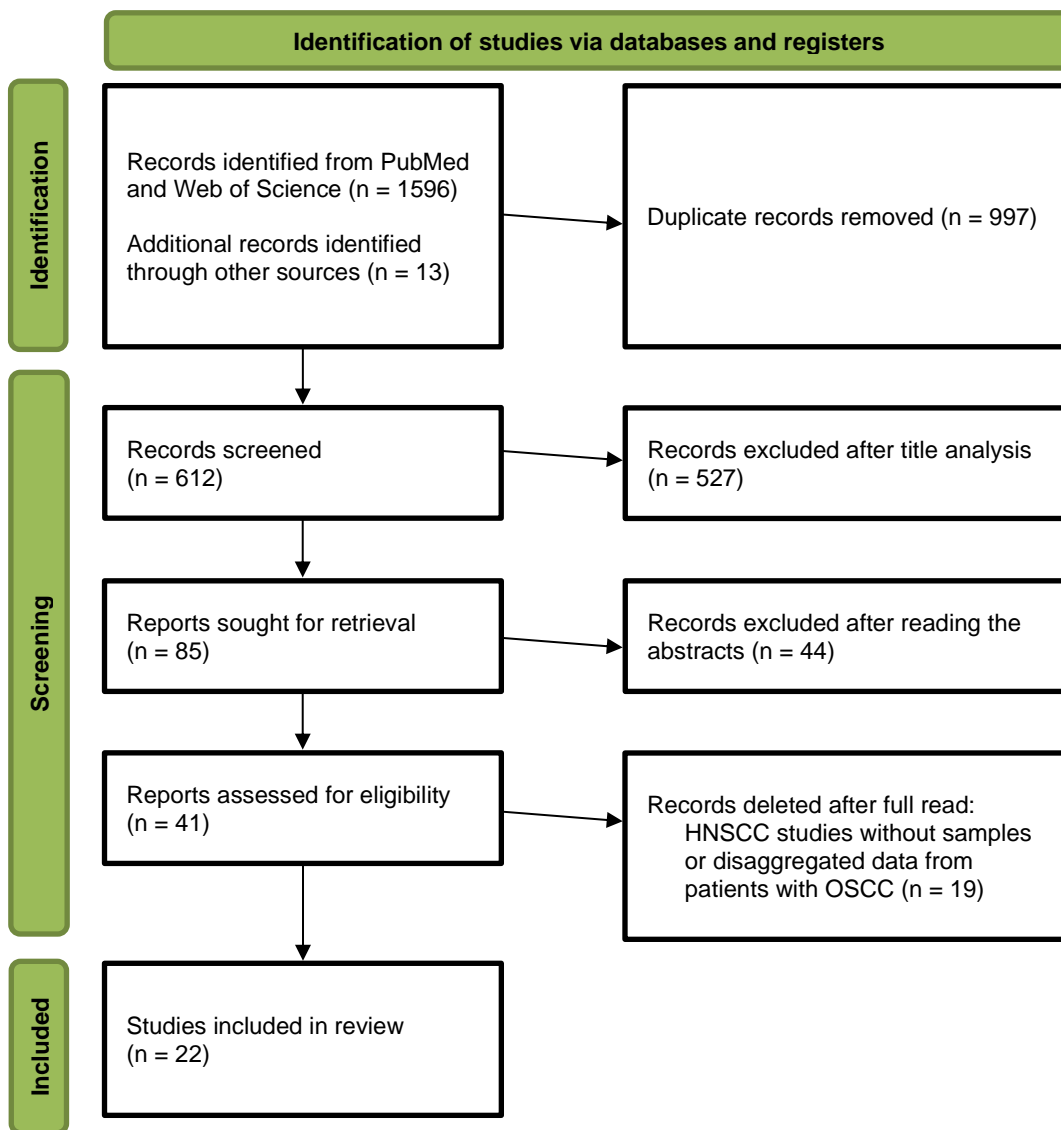 Identification of studies via databases and registers
Identification
Records identified from PubMed
and Web of Science (n = 1596)
Additional records identified
through other sources (n = 13)
Duplicate records removed (n = 997)
Screening
Records screened
(n = 612)
Records excluded after title analysis
(n = 527)
Reports sought for retrieval
(n = 85)
Records excluded after reading the
abstracts (n = 44)
Reports assessed for eligibility
(n = 41)
Records deleted after full read:
HNSCC studies without samples
or disaggregated data from
patients with OSCC (n = 19)
Included
Studies included in review
(n = 22)